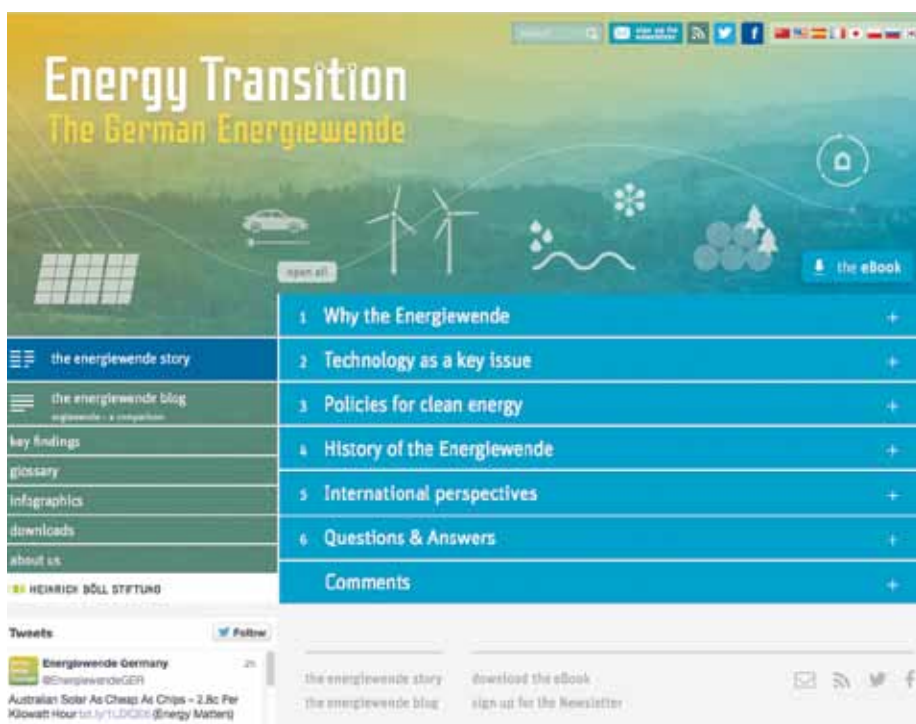 search
sign up for
newsletter
Energy Transition
The German Energiewende
open all
the eBook
1 Why the Energiewende +
2 Technology as a key issue +
3 Policies for clean energy +
4 History of the Energiewende +
5 International perspectives +
6 Questions & Answers +
Comments +
the energiewende story
the energiewende blog
energiewende - a comparison
key findings
glossary
infographics
downloads
about us
HEINRICH BÖLL STIFTUNG
Tweets Follow
Energiewende Germany 2h
@EnergiewendeGER
Australian Solar As Cheap As Chips – 2.8c Per
Kilowatt Hour (Energy Matters)
the energiewende story
the energiewende blog
download the eBook
sign up for the Newsletter